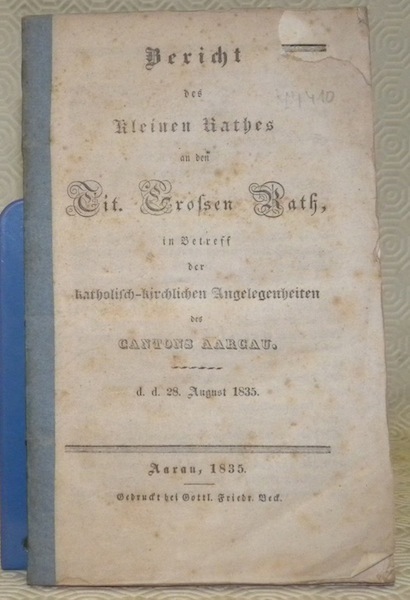 Bericht
des
Kleinen Rathes
an den
Tit. Groſsen Rath,
in Betreff
der
katholiſch-kirchlichen Angelegenheiten
des
CANTONS AARGAU.
d. d. 28. Auguſt 1835.
Aarau, 1835.
Gedruckt bei Gottl. Friedr. Beck.